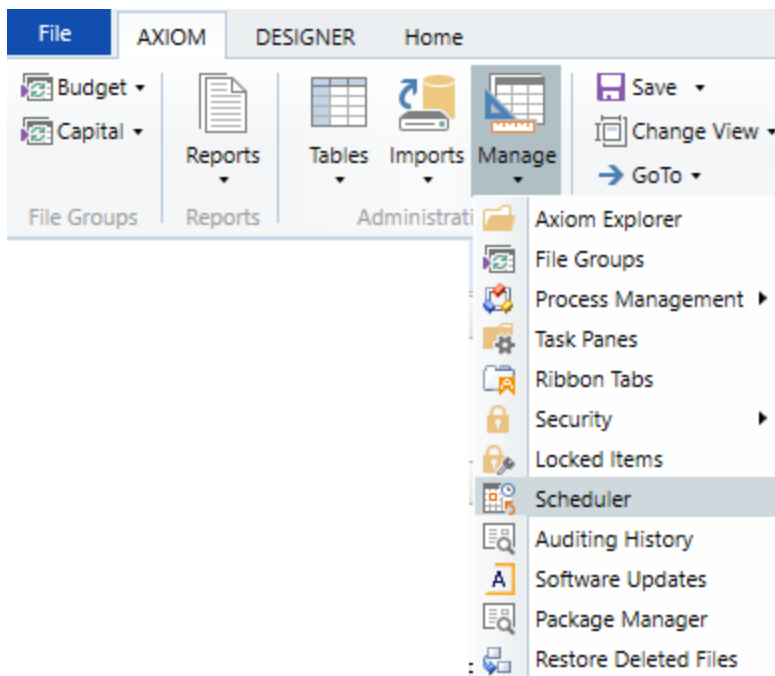 File AXIOM DESIGNER Home
Budget
Capital
Reports
Tables
Imports
Manage
Save
Change View
GoTo
File Groups
Reports
Administrati
Axiom Explorer
File Groups
Process Management
Task Panes
Ribbon Tabs
Security
Locked Items
Scheduler
Auditing History
Software Updates
Package Manager
Restore Deleted Files